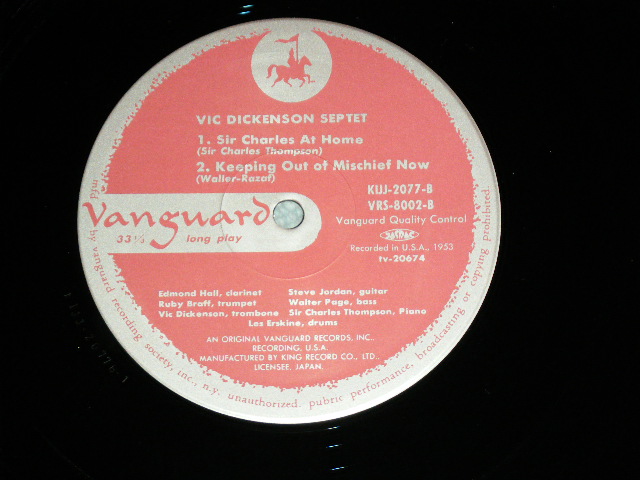 VIC DICKENSON SEPTET
1. Sir Charles At Home
(Sir Charles Thompson)
2. Keeping Out of Mischief Now
(Waller-Razaf)
KIJJ-2077-B
VRS-8002-B
Vanguard Quality Control
Vanguard
33⅓ long play
JASRAC
Recorded in U.S.A., 1953
tv-20674
Edmond Hall, clarinet Steve Jordan, guitar
Ruby Braff, trumpet Walter Page, bass
Vic Dickenson, trombone Sir Charles Thompson, Piano
Les Erskine, drums
AN ORIGINAL VANGUARD RECORDS, INC.,
RECORDING, U.S.A.
MANUFACTURED BY KING RECORD CO., LTD.,
LICENSEE, JAPAN.
mfd. by vanguard recording society, inc., n.y. unauthorized. pubric performance, broadcasting or copying prohibited.